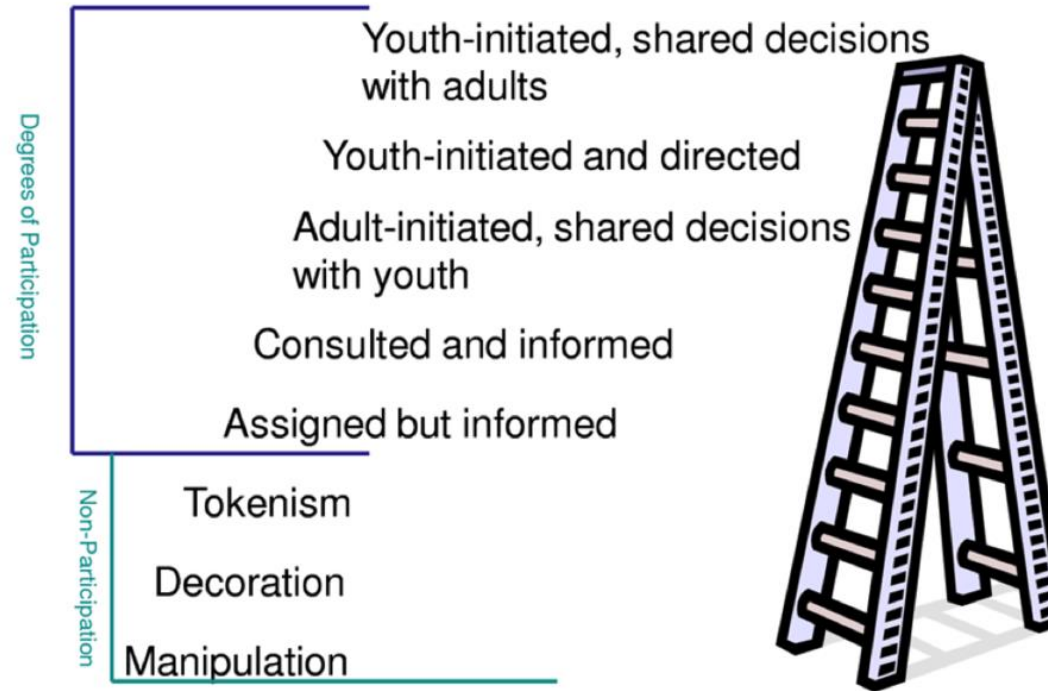 Degrees of Participation
Youth-initiated, shared decisions
with adults
Youth-initiated and directed
Adult-initiated, shared decisions
with youth
Consulted and informed
Assigned but informed
Non-Participation
Tokenism
Decoration
Manipulation